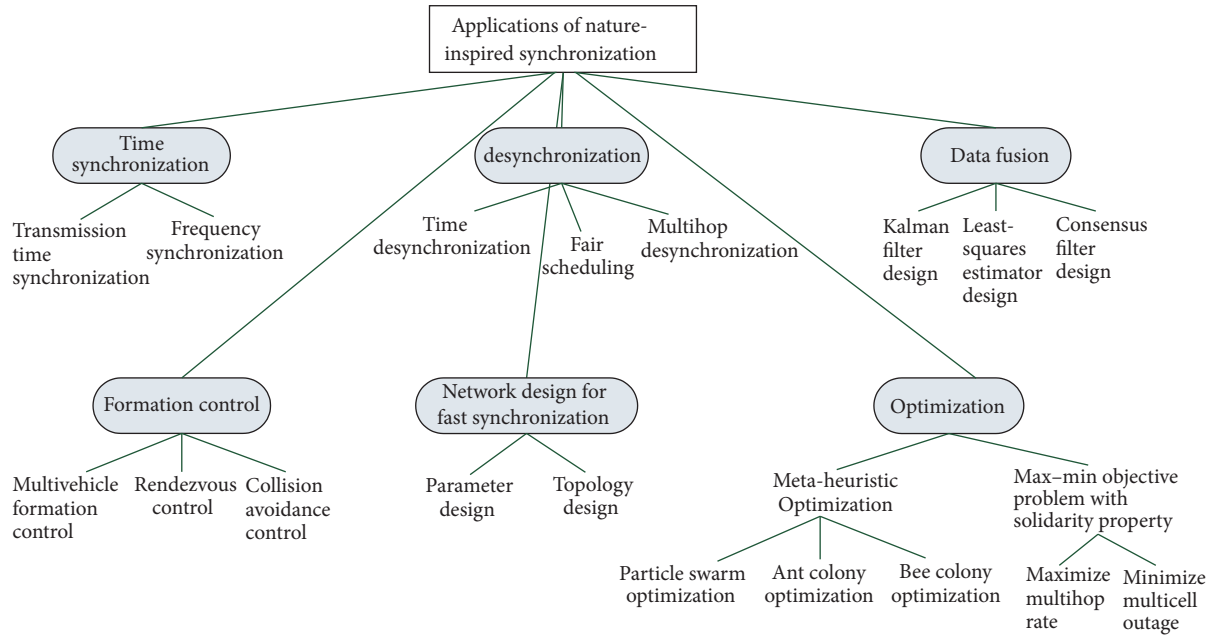 Applications of nature-
inspired synchronization
Time
synchronization
desynchronization
Data fusion
Transmission
time
synchronization
Frequency
synchronization
Time
desynchronization
Fair
scheduling
Multihop
desynchronization
Kalman
filter
design
Least-
squares
estimator
design
Consensus
filter
design
Formation control
Network design for
fast synchronization
Optimization
Multivehicle
formation
control
Rendezvous
control
Collision
avoidance
control
Parameter
design
Topology
design
Meta-heuristic
Optimization
Max–min objective
problem with
solidarity property
Particle swarm
optimization
Ant colony
optimization
Bee colony
optimization
Maximize
multihop
rate
Minimize
multicell
outage